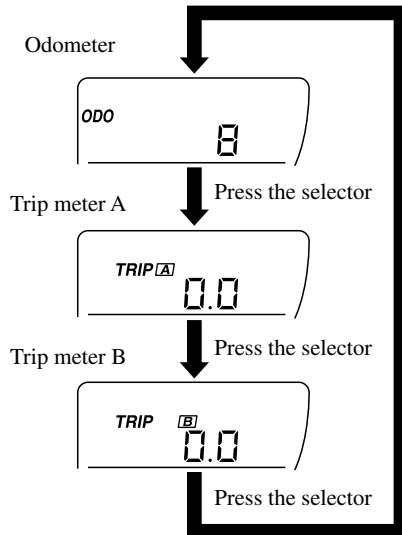 Odometer
ODO
8
Press the selector
Trip meter A
TRIP A
0.0
Press the selector
Trip meter B
TRIP B
0.0
Press the selector